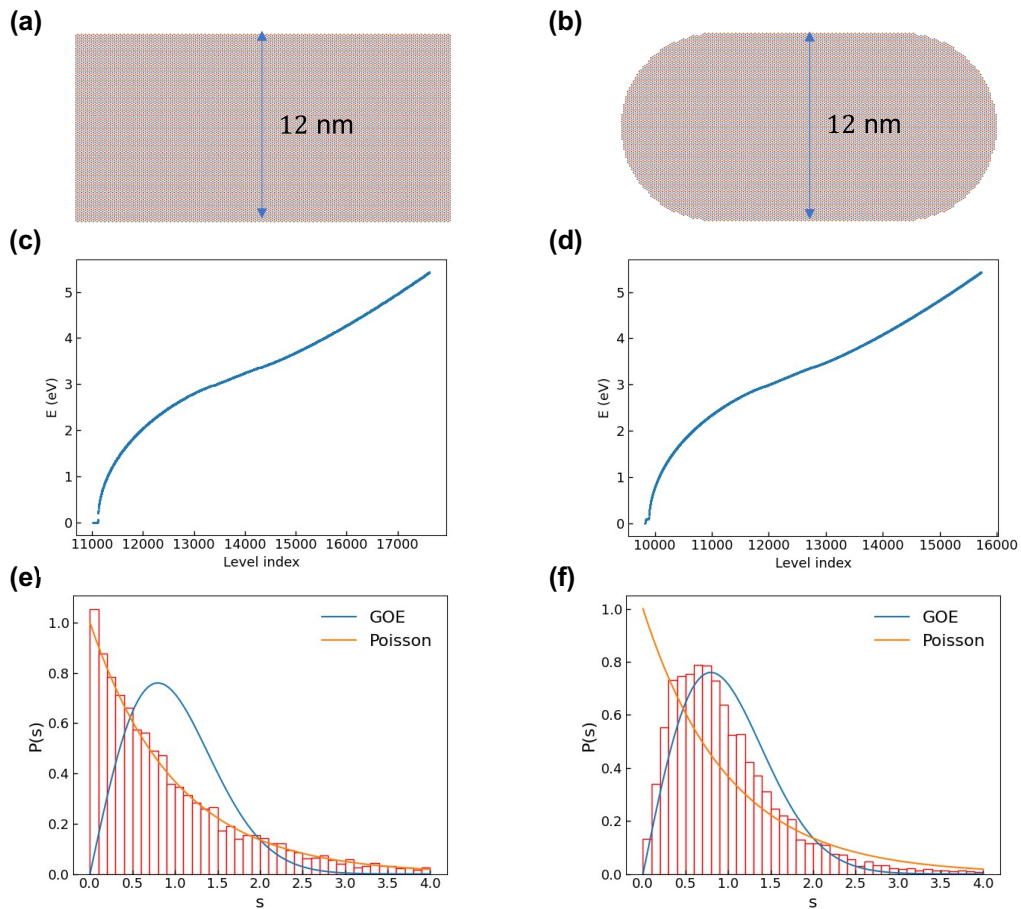 (a)
(b)
12 nm
12 nm
(c)
(d)
5
4
3
2
1
0
E (eV)
11000 12000 13000 14000 15000 16000 17000
Level index
5
4
3
2
1
0
E (eV)
10000 11000 12000 13000 14000 15000 16000
Level index
(e)
(f)
1.0
0.8
0.6
0.4
0.2
0.0
P(s)
GOE
Poisson
0.0 0.5 1.0 1.5 2.0 2.5 3.0 3.5 4.0
s
1.0
0.8
0.6
0.4
0.2
0.0
P(s)
GOE
Poisson
0.0 0.5 1.0 1.5 2.0 2.5 3.0 3.5 4.0
s